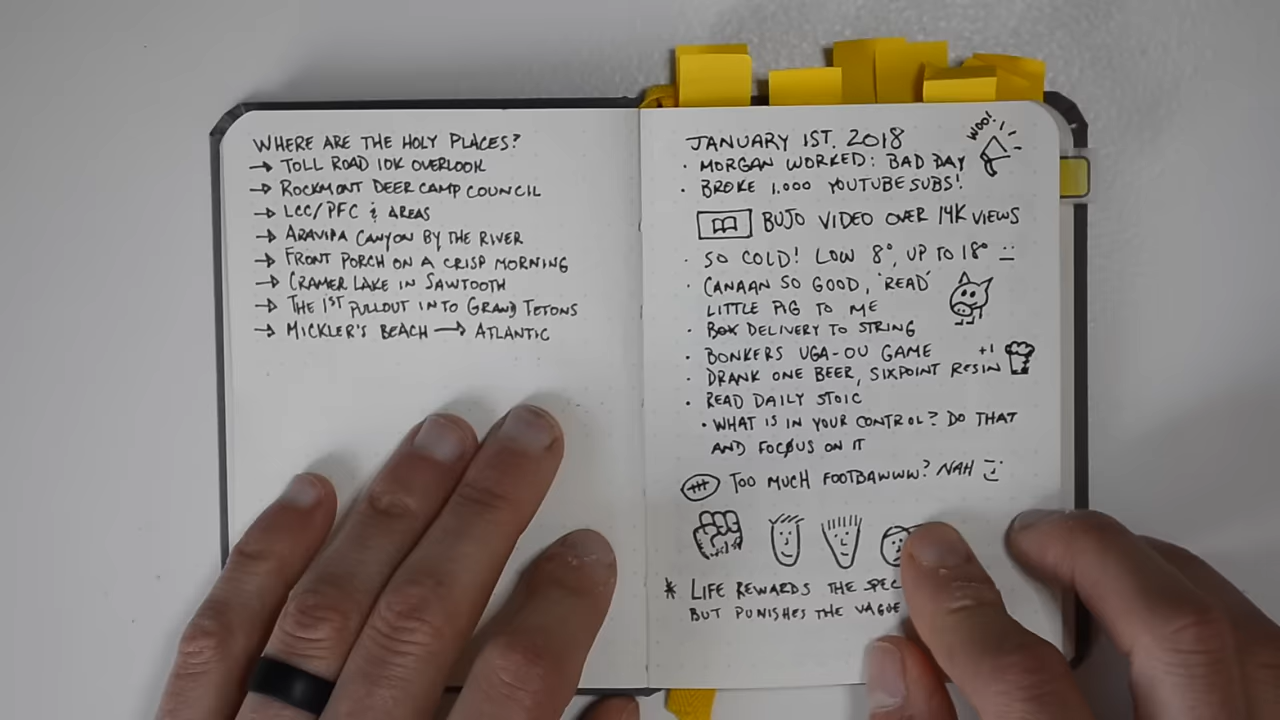 WHERE ARE THE HOLY PLACES?
→ TOLL ROAD 10K OVERLOOK
→ ROCKMONT DEER CAMP COUNCIL
→ LCC/PFC & AREAS
→ ARAVIPA CANYON BY THE RIVER
→ FRONT PORCH ON A CRISP MORNING
→ CRAMER LAKE IN SAWTOOTH
→ THE 1ST PULLOUT INTO GRAND TETONS
→ MICKLER'S BEACH → ATLANTIC
JANUARY 1ST, 2018
WOO!
· MORGAN WORKED: BAD DAY
· BROKE 1,000 YOUTUBE SUBS!
BUJO VIDEO OVER 14K VIEWS
· SO COLD! LOW 8°, UP TO 18°
· CANAAN SO GOOD, 'READ'
LITTLE PIG TO ME
· BOX DELIVERY TO STRING
· BONKERS UGA-OU GAME
+1
· DRANK ONE BEER, SIXPOINT RESIN
· READ DAILY STOIC
· WHAT IS IN YOUR CONTROL? DO THAT
AND FOCUS ON IT
TOO MUCH FOOTBAWWW? NAH
* LIFE REWARDS THE SPEC
BUT PUNISHES THE VAGUE